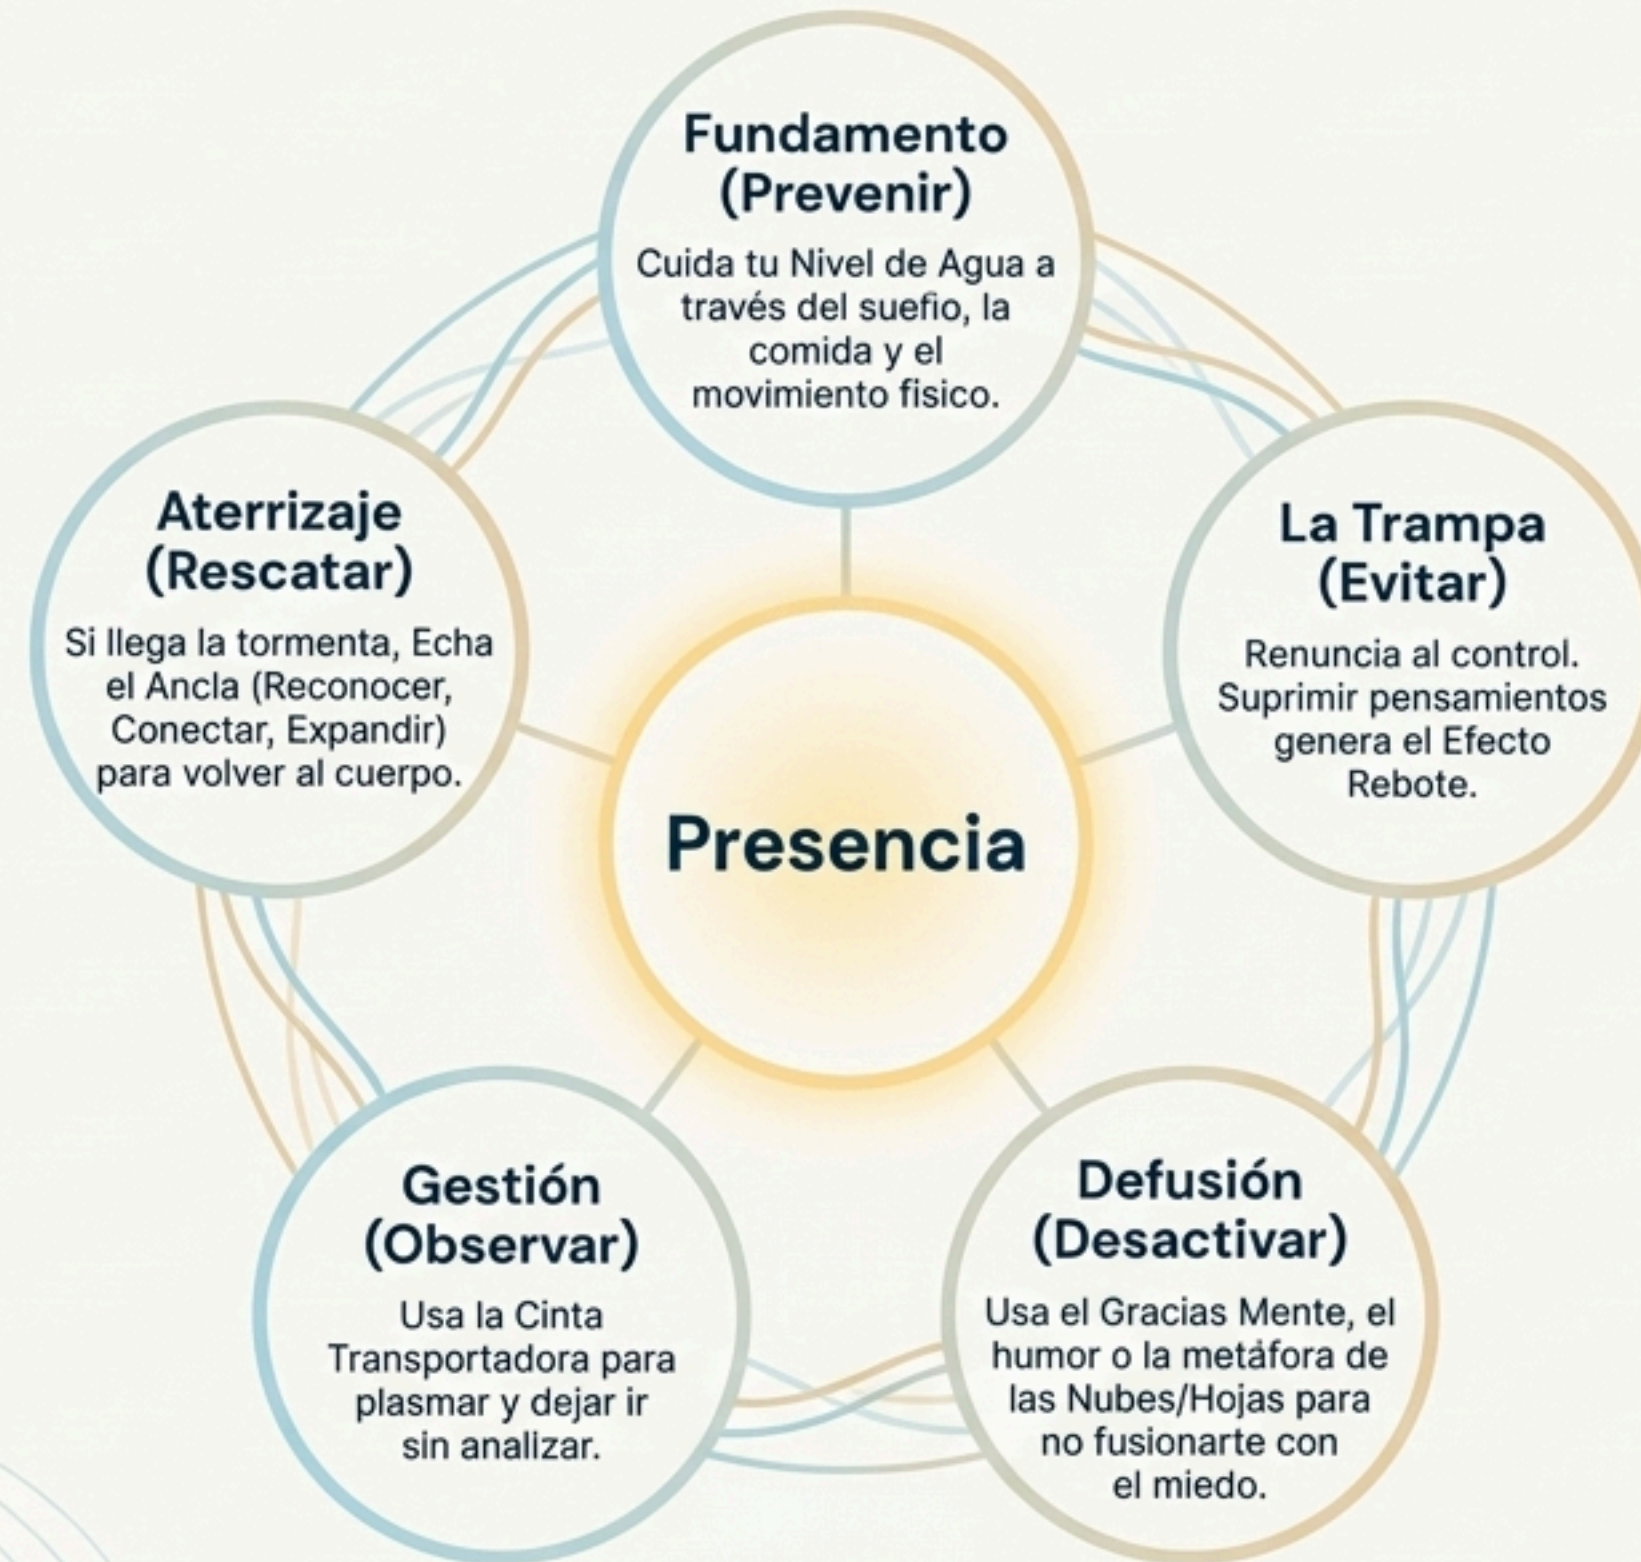 Fundamento
(Prevenir)
Cuida tu Nivel de Agua a
través del suefio, la
comida y el
movimiento fisico.
La Trampa
(Evitar)
Renuncia al control.
Suprimir pensamientos
genera el Efecto
Rebote.
Defusión
(Desactivar)
Usa el Gracias Mente, el
humor o la metáfora de
las Nubes/Hojas para
no fusionarte con
el miedo.
Gestión
(Observar)
Usa la Cinta
Transportadora para
plasmar y dejar ir
sin analizar.
Aterrizaje
(Rescatar)
Si llega la tormenta, Echa
el Ancla (Reconocer,
Conectar, Expandir)
para volver al cuerpo.
Presencia